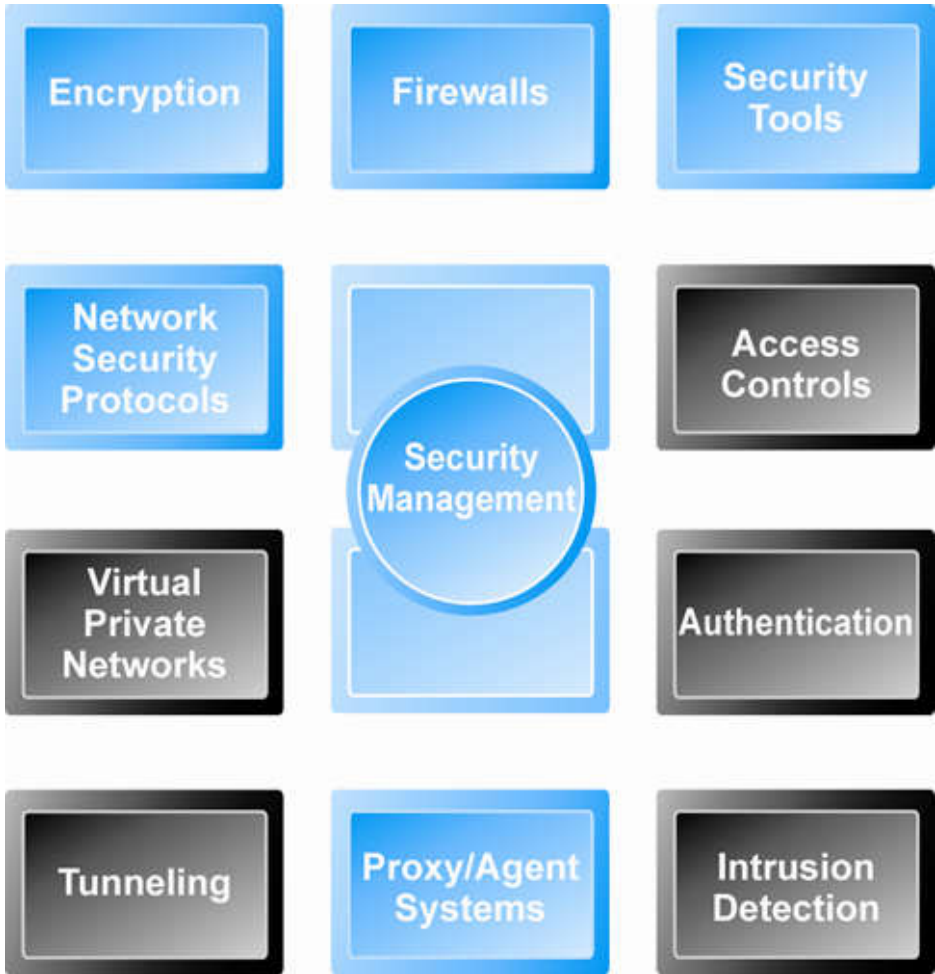 Encryption
Firewalls
Security
Tools
Network
Security
Protocols
Access
Controls
Security
Management
Virtual
Private
Networks
Authentication
Tunneling
Proxy/Agent
Systems
Intrusion
Detection